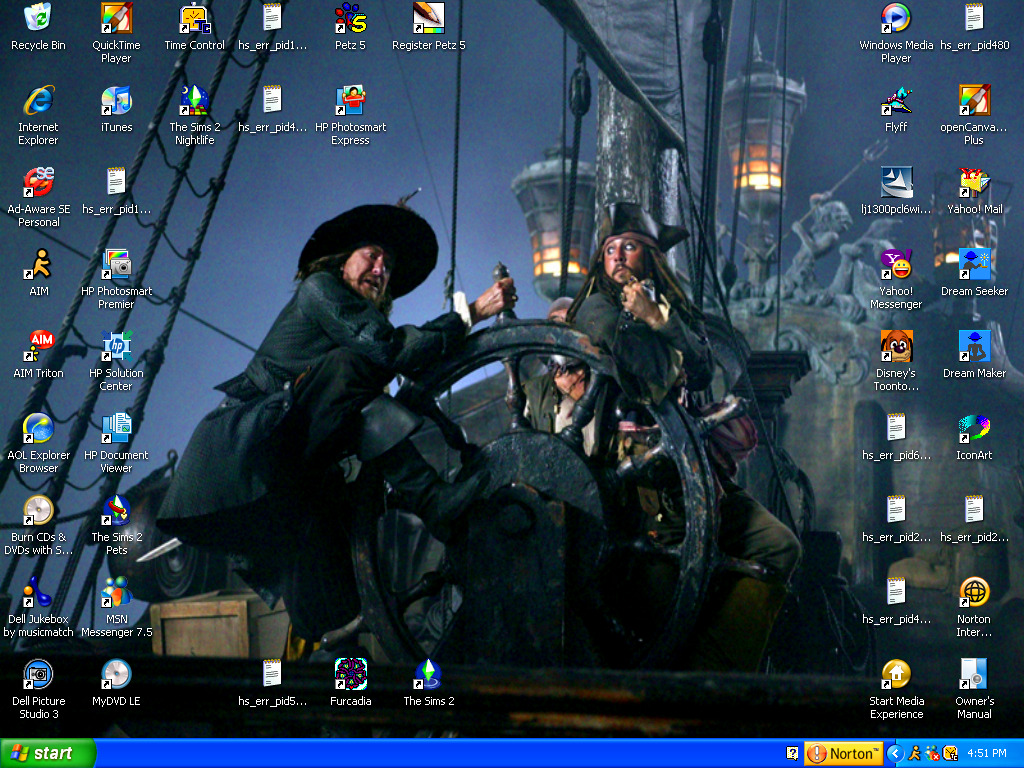 Recycle Bin
QuickTime
Player
Time Control
hs_err_pid1...
Petz 5
Register Petz 5
Windows Media
Player
hs_err_pid480
Internet
Explorer
iTunes
The Sims 2
Nightlife
hs_err_pid4...
HP Photosmart
Express
Flyff
openCanva...
Plus
Ad-Aware SE
Personal
hs_err_pid1...
lj1300pcl6wi...
Yahoo! Mail
AIM
HP Photosmart
Premier
Yahoo!
Messenger
Dream Seeker
AIM Triton
HP Solution
Center
Disney's
Toonto...
Dream Maker
AOL Explorer
Browser
HP Document
Viewer
hs_err_pid6...
IconArt
Burn CDs &
DVDs with S...
The Sims 2
Pets
hs_err_pid2...
hs_err_pid2...
Dell Jukebox
by musicmatch
MSN
Messenger 7.5
hs_err_pid4...
Norton
Inter...
Dell Picture
Studio 3
MyDVD LE
hs_err_pid5...
Furcadia
The Sims 2
Start Media
Experience
Owner's
Manual
start
Norton™
4:51 PM